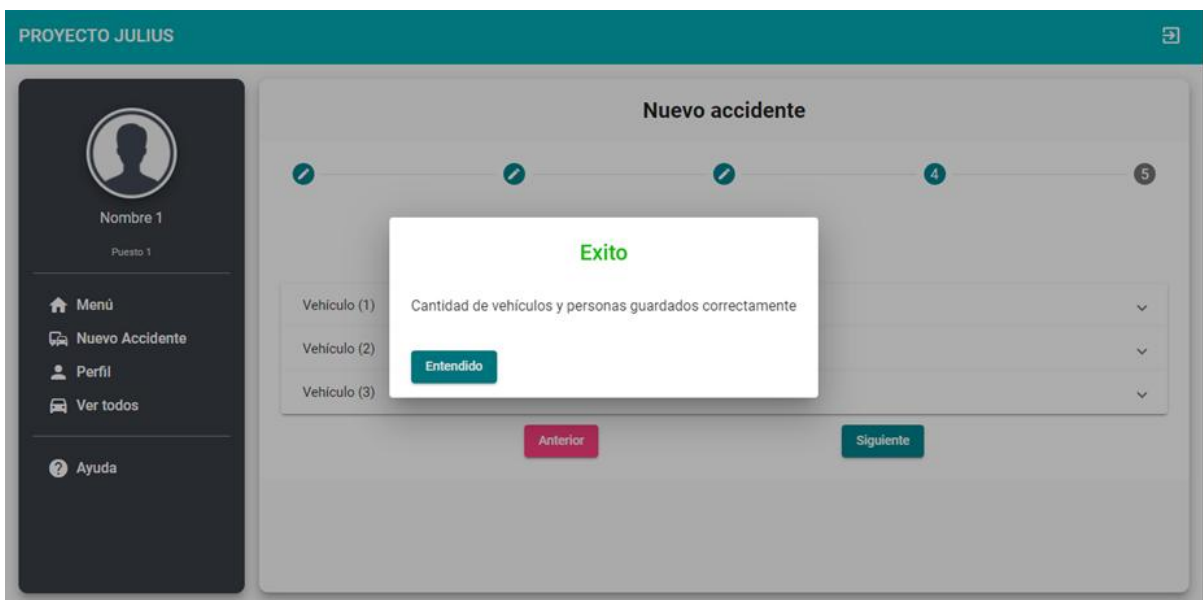 PROYECTO JULIUS
Nombre 1
Puesto 1
Menú
Nuevo Accidente
Perfil
Ver todos
Ayuda
Nuevo accidente
4
5
Exito
Cantidad de vehículos y personas guardados correctamente
Entendido
Vehículo (1)
Vehículo (2)
Vehículo (3)
Anterior
Siguiente